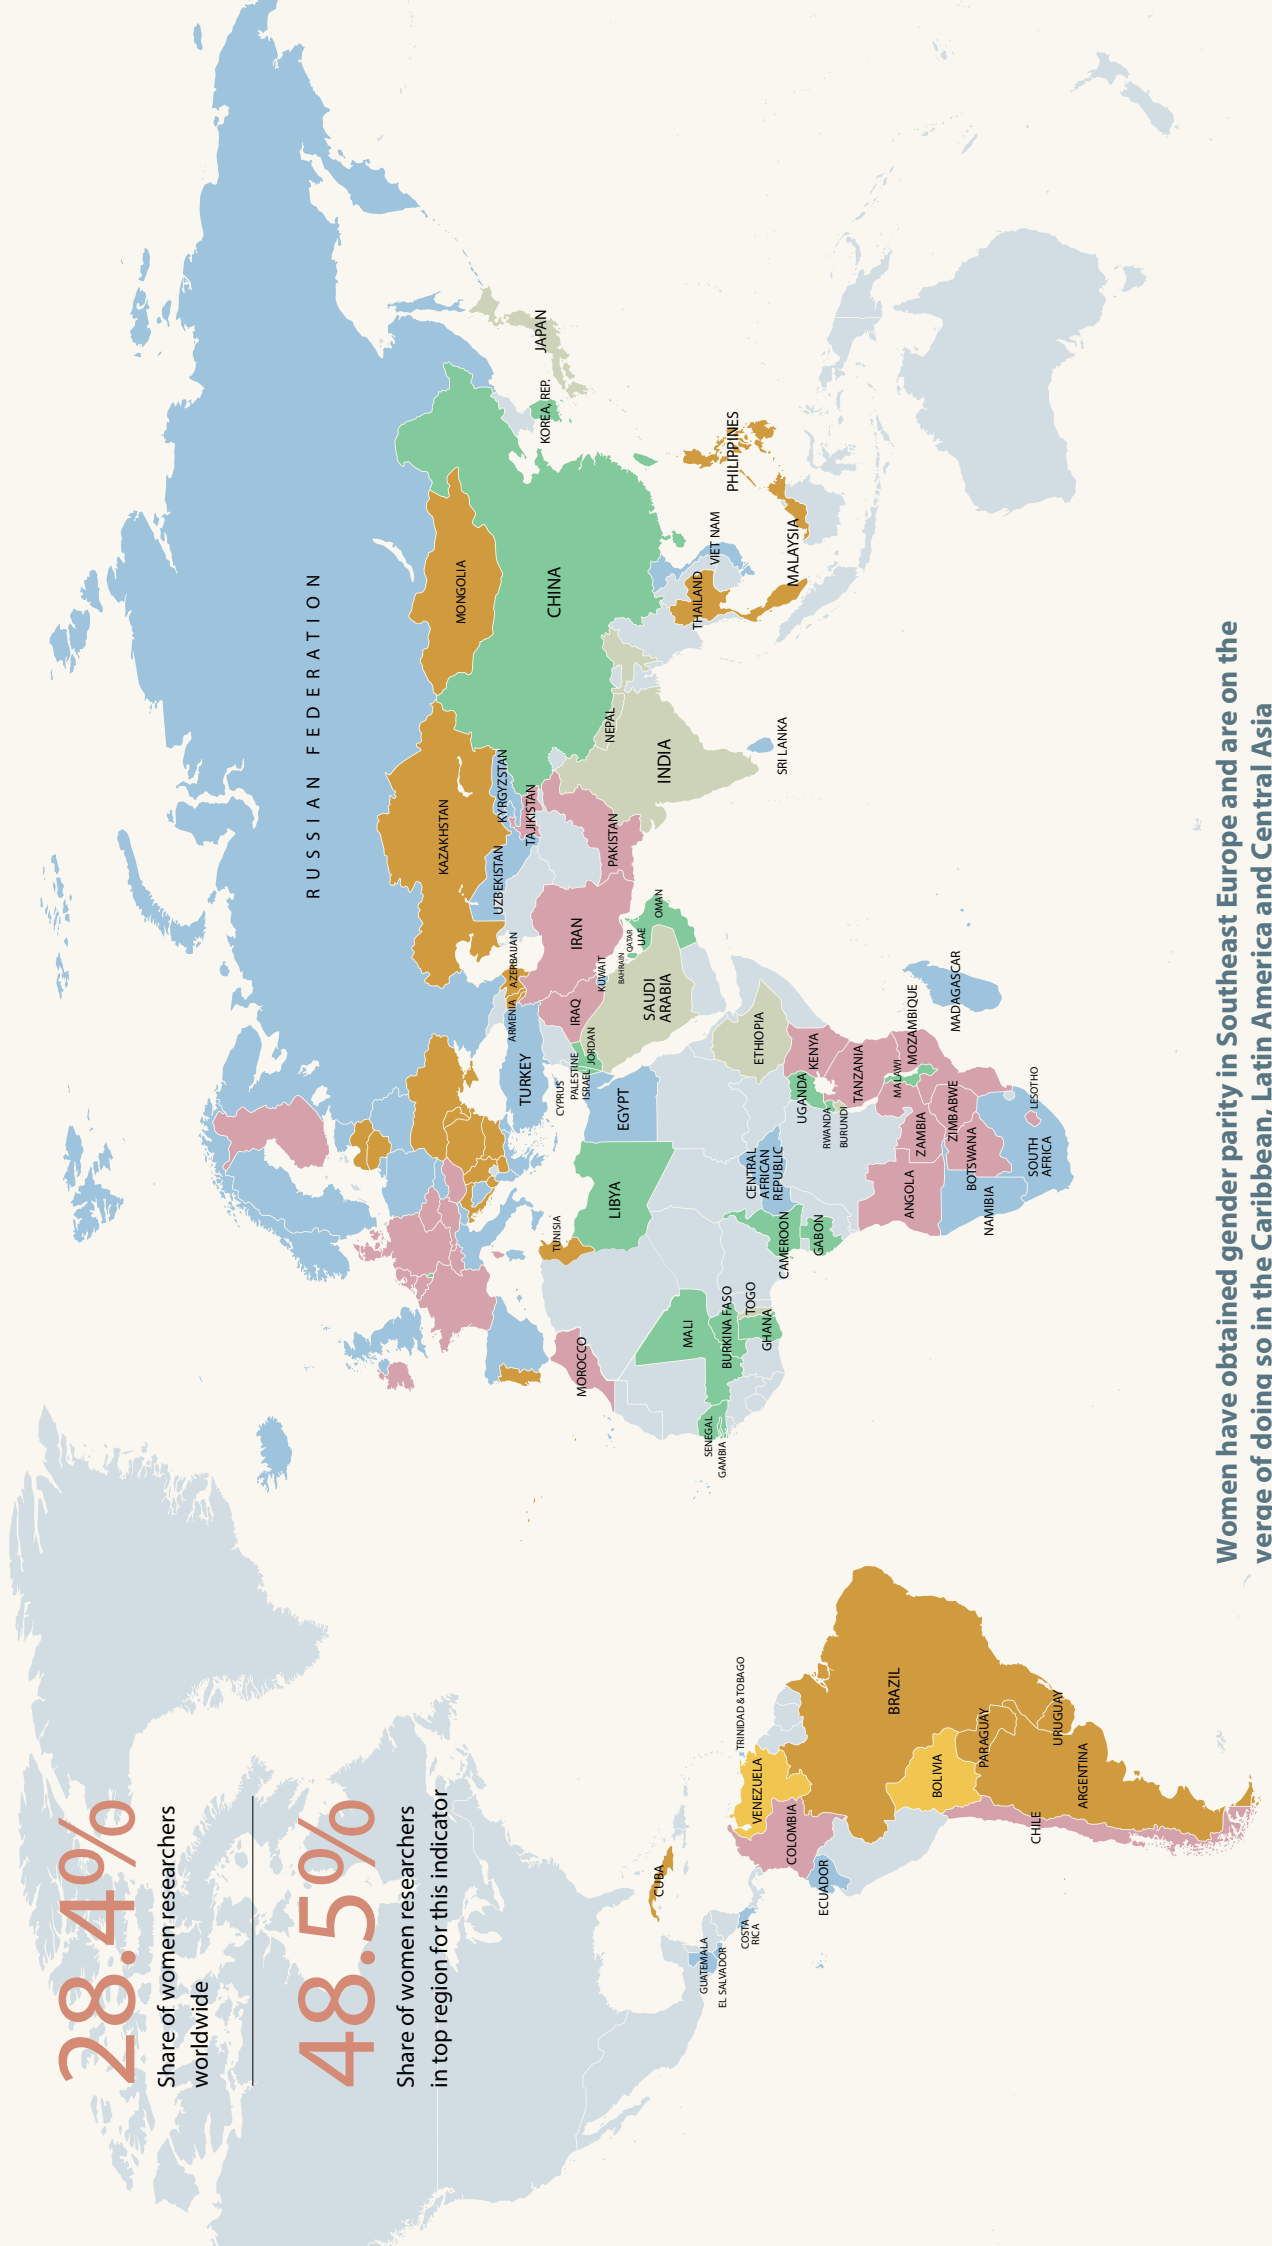 28.4%
Share of women researchers
worldwide
48.5%
Share of women researchers
in top region for this indicator
RUSSIAN FEDERATION
MONGOLIA
KAZAKHSTAN
CHINA
JAPAN
KOREA, REP.
KYRGYZSTAN
UZBEKISTAN
TAJIKISTAN
AZERBAIJAN
ARMENIA
TURKEY
CYPRUS
PALESTINE
ISRAEL
JORDAN
IRAQ
IRAN
KUWAIT
BAHRAIN
QATAR
UAE
OMAN
SAUDI
ARABIA
PAKISTAN
NEPAL
INDIA
SRI LANKA
THAILAND
VIET NAM
PHILIPPINES
MALAYSIA
TUNISIA
MOROCCO
LIBYA
EGYPT
MALI
BURKINA FASO
SENEGAL
GAMBIA
TOGO
GHANA
CAMEROON
GABON
CENTRAL
AFRICAN
REPUBLIC
ETHIOPIA
UGANDA
KENYA
RWANDA
BURUNDI
TANZANIA
MALAWI
MOZAMBIQUE
MADAGASCAR
ANGOLA
ZAMBIA
ZIMBABWE
BOTSWANA
NAMIBIA
SOUTH
AFRICA
LESOTHO
CUBA
GUATEMALA
EL SALVADOR
COSTA
RICA
TRINIDAD & TOBAGO
VENEZUELA
COLOMBIA
ECUADOR
BRAZIL
BOLIVIA
PARAGUAY
URUGUAY
ARGENTINA
CHILE
Women have obtained gender parity in Southeast Europe and are on the
verge of doing so in the Caribbean, Latin America and Central Asia